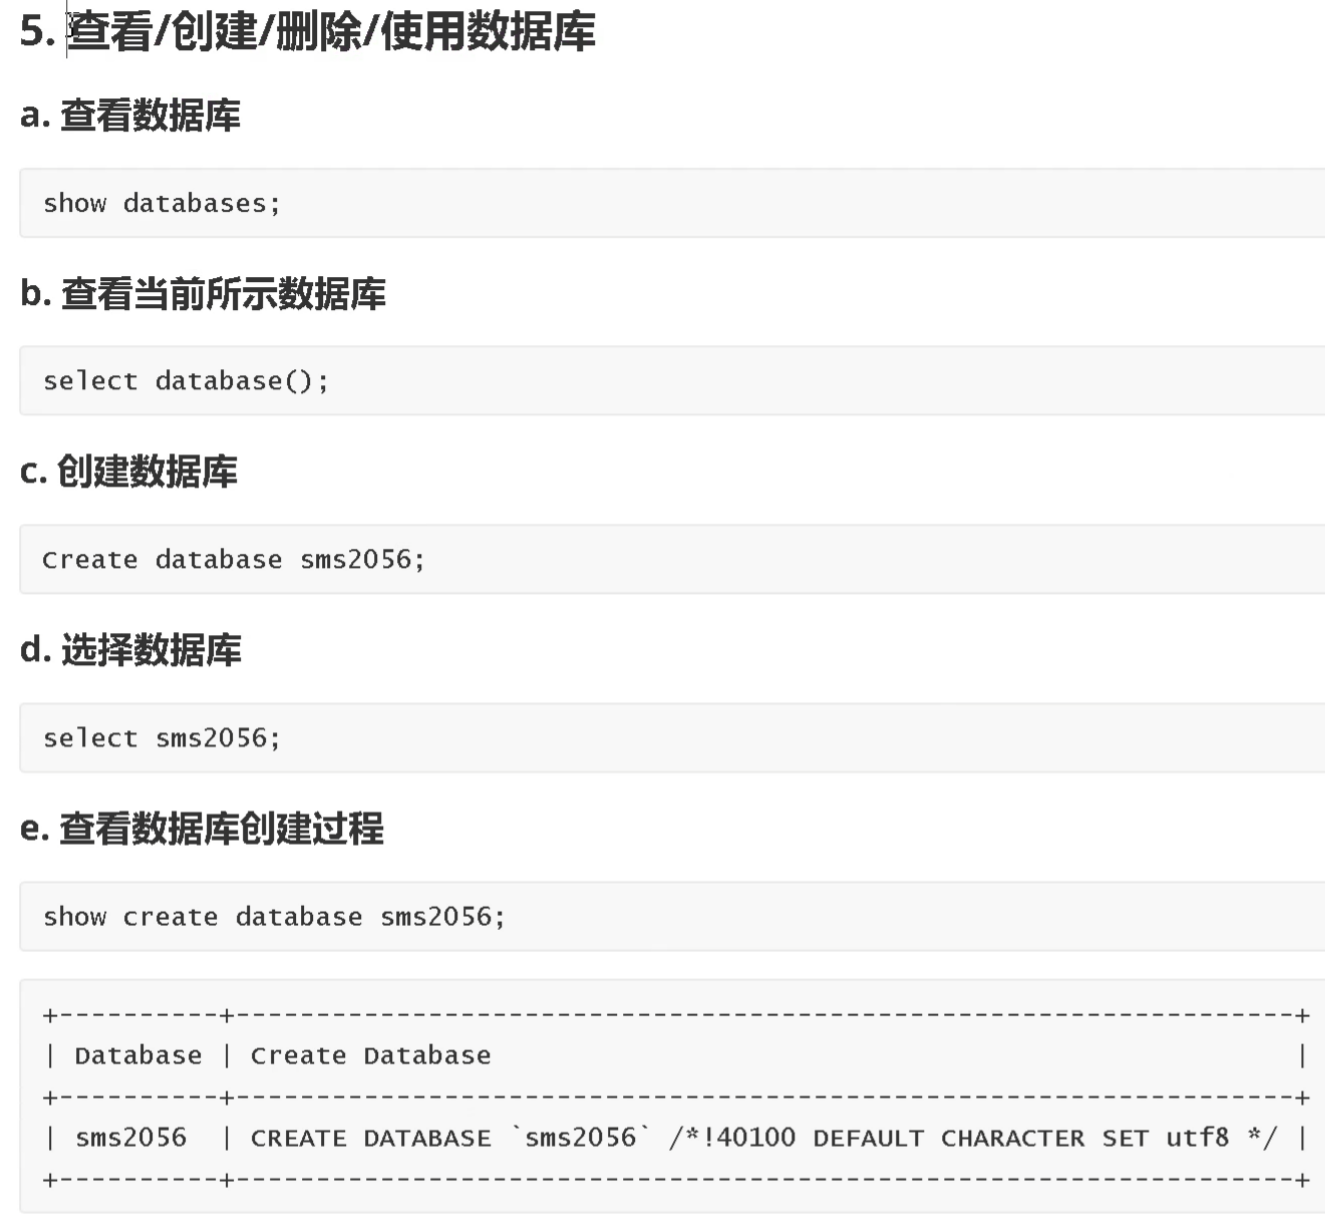 5. 查看/创建/删除/使用数据库
a. 查看数据库
show databases;
b. 查看当前所示数据库
select database();
c. 创建数据库
Create database sms2056;
d. 选择数据库
select sms2056;
e. 查看数据库创建过程
show create database sms2056;
+----------+------------------------------------------------------------------+
| Database | Create Database                                                  |
+----------+------------------------------------------------------------------+
| sms2056  | CREATE DATABASE `sms2056` /*!40100 DEFAULT CHARACTER SET utf8 */ |
+----------+------------------------------------------------------------------+